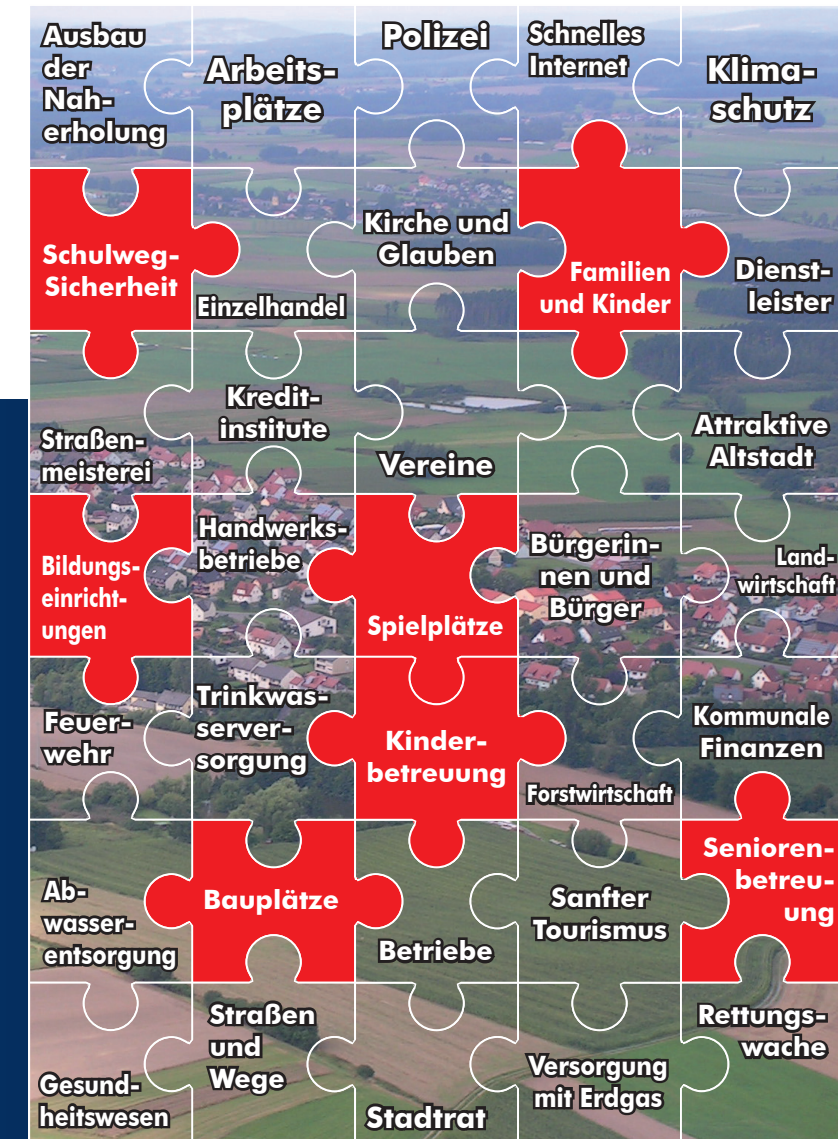 Ausbau
der
Nah-
erholung
Arbeits-
plätze
Polizei
Schnelles
Internet
Klima-
schutz
Schulweg-
Sicherheit
Einzelhandel
Kirche und
Glauben
Familien
und Kinder
Dienst-
leister
Straßen-
meisterei
Kredit-
institute
Vereine
Attraktive
Altstadt
Bildungs-
einricht-
ungen
Handwerks-
betriebe
Spielplätze
Bürgerin-
nen und
Bürger
Land-
wirtschaft
Feuer-
wehr
Trinkwas-
server-
sorgung
Kinder-
betreuung
Forstwirtschaft
Kommunale
Finanzen
Ab-
wasser-
entsorgung
Bauplätze
Betriebe
Sanfter
Tourismus
Senioren-
betreu-
ung
Gesund-
heitswesen
Straßen
und
Wege
Stadtrat
Versorgung
mit Erdgas
Rettungs-
wache